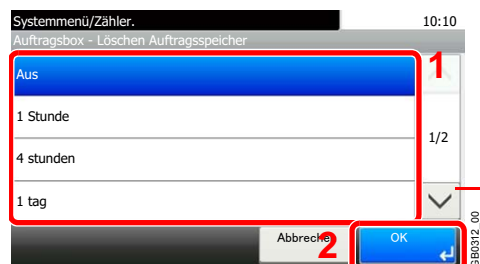 Systemmenü/Zähler. 10:10
Auftragsbox - Löschen Auftragsspeicher
1
Aus
1 Stunde
1/2
4 stunden
1 tag
Abbrechen
2
OK
GB0312_00